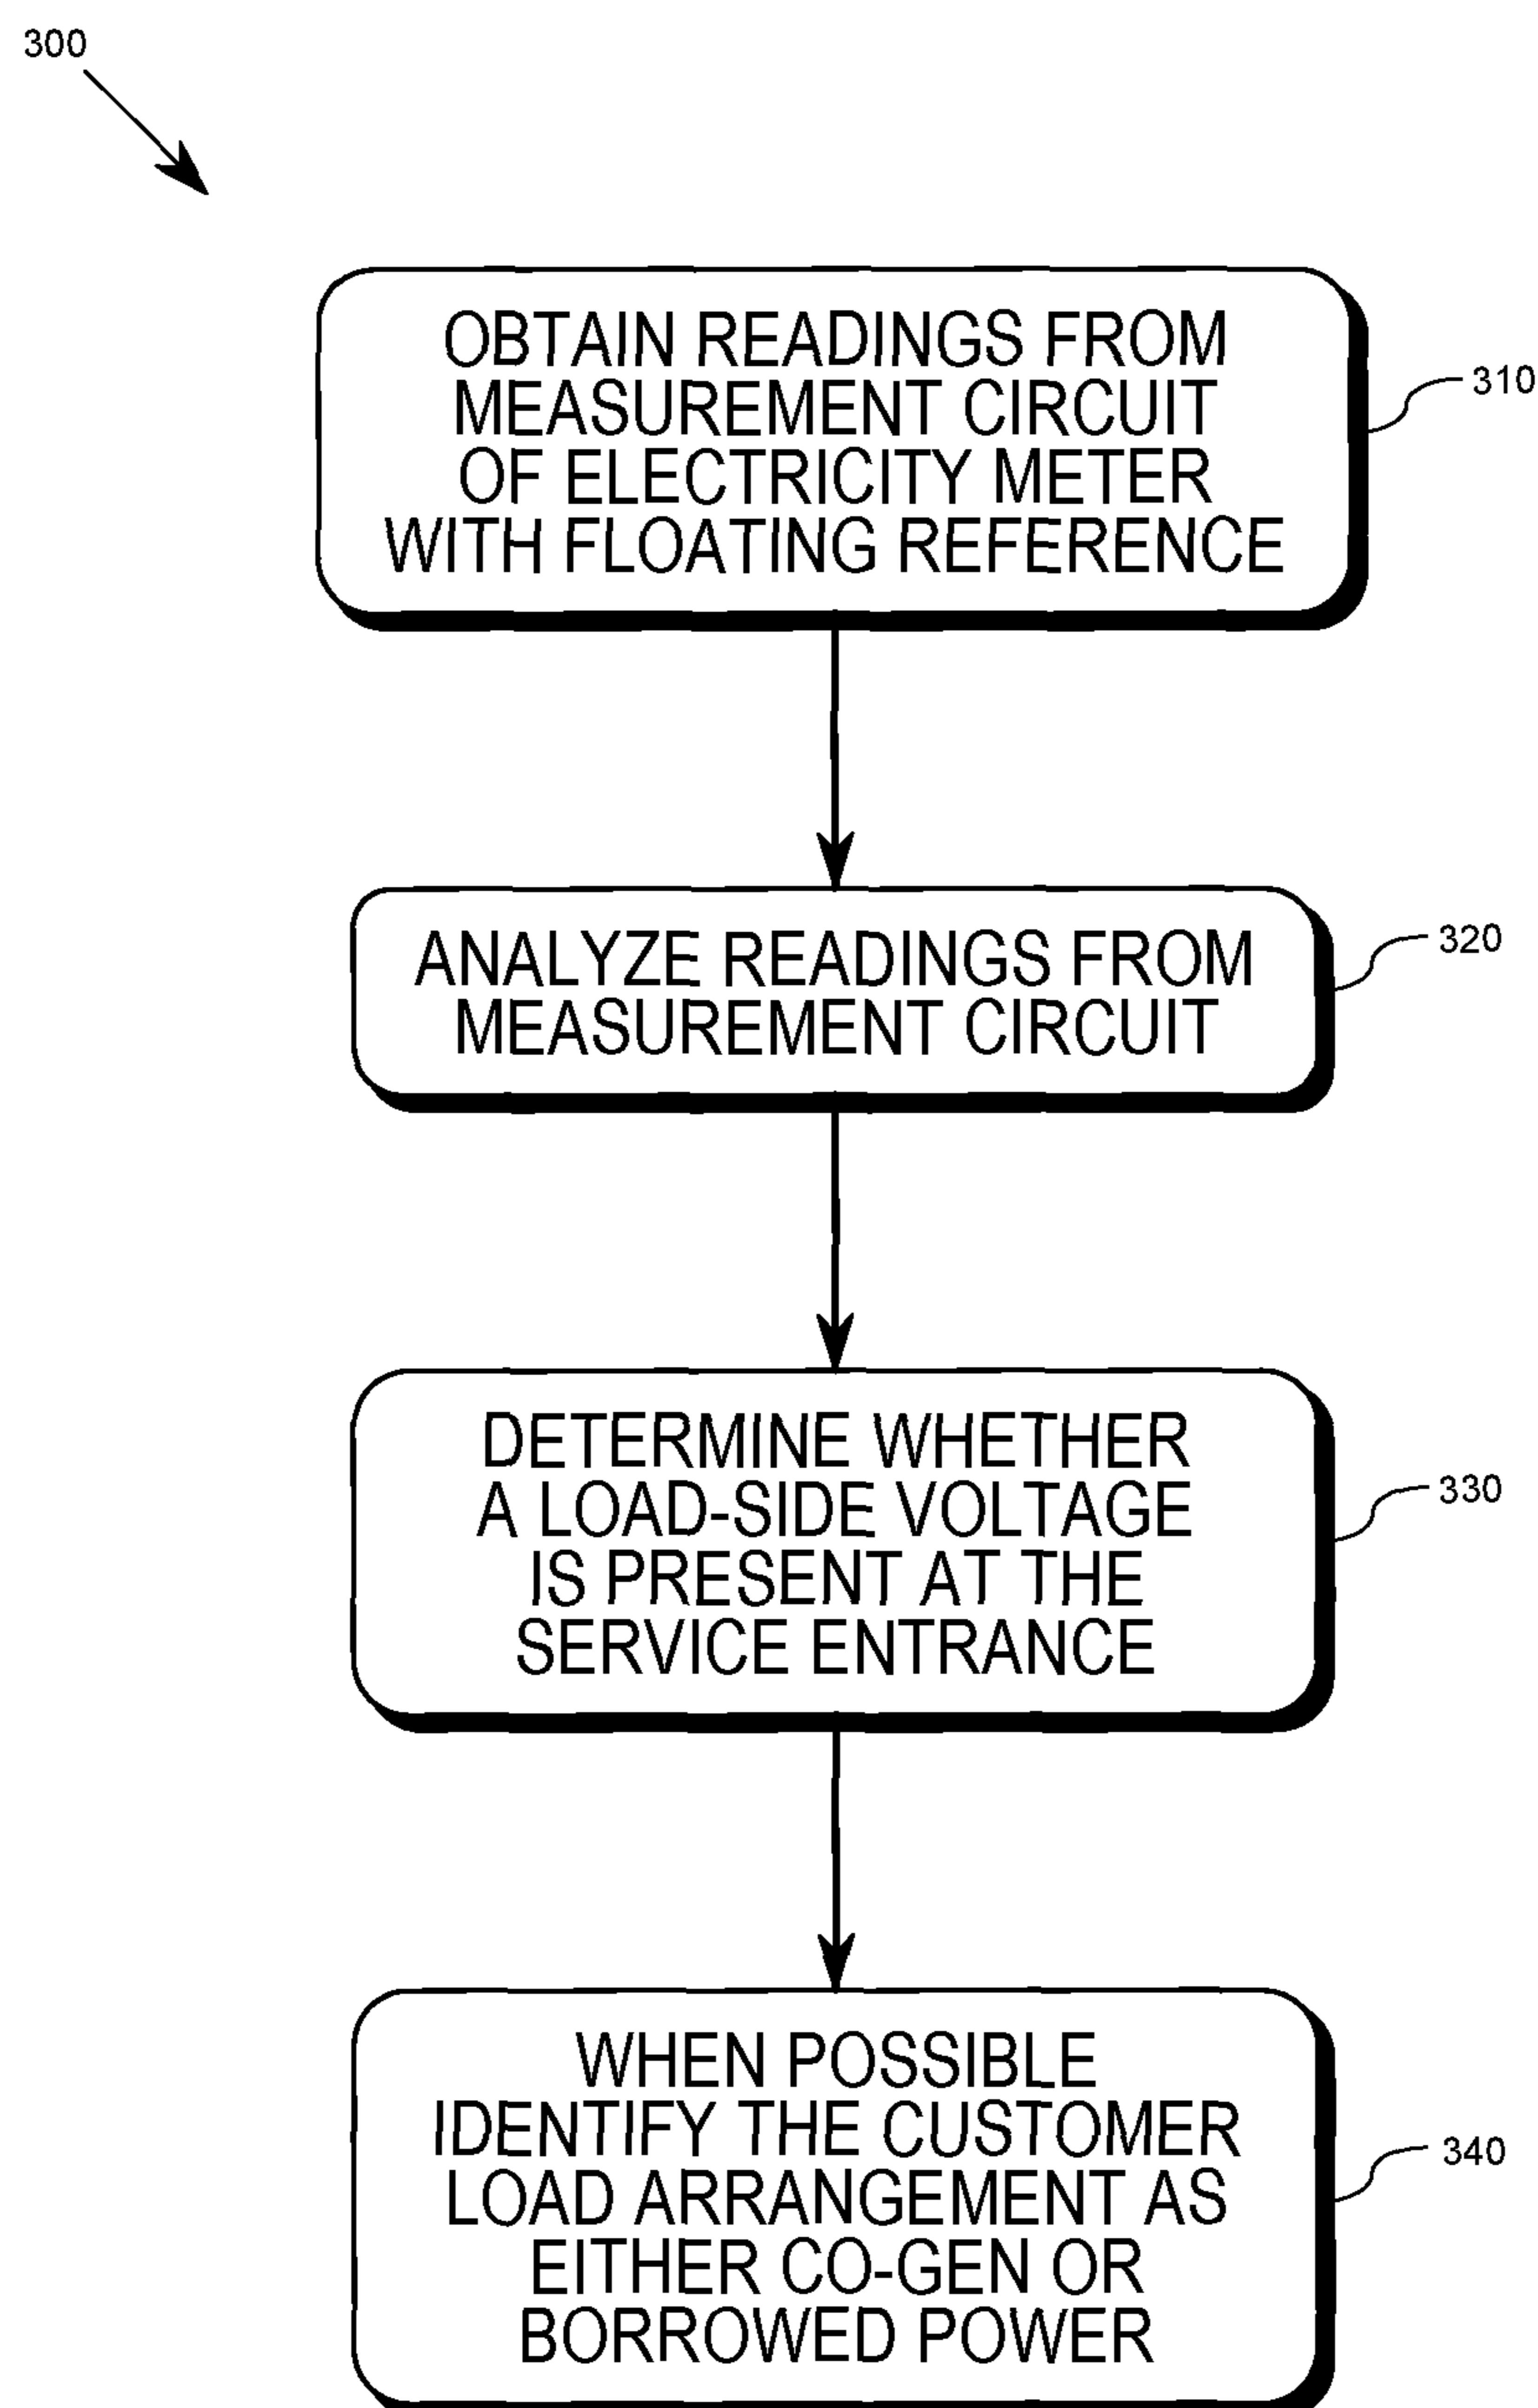 300
OBTAIN READINGS FROM
MEASUREMENT CIRCUIT
OF ELECTRICITY METER
WITH FLOATING REFERENCE
310
ANALYZE READINGS FROM
MEASUREMENT CIRCUIT
320
DETERMINE WHETHER
A LOAD-SIDE VOLTAGE
IS PRESENT AT THE
SERVICE ENTRANCE
330
WHEN POSSIBLE
IDENTIFY THE CUSTOMER
LOAD ARRANGEMENT AS
EITHER CO-GEN OR
BORROWED POWER
340